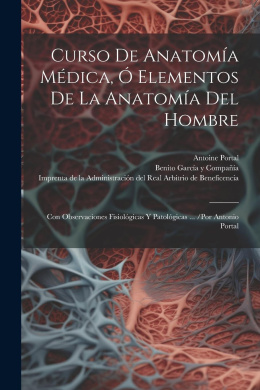 Curso De Anatomía
Médica, Ó Elementos
De La Anatomía Del
Hombre
Antoine Portal
Benito García y Compañía
Imprenta de la Administración del Real Arbitrio de Beneficencia
Con Observaciones Fisiológicas Y Patológicas ... /Por Antonio
Portal